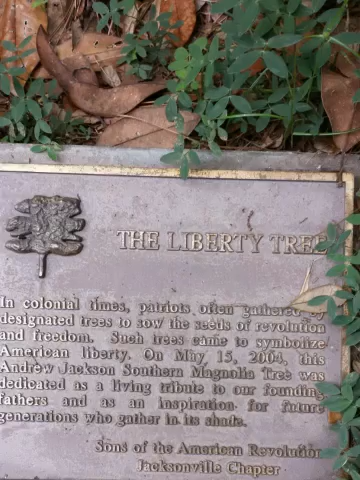 THE LIBERTY TREE
In colonial times, patriots often gathered by
designated trees to sow the seeds of revolution
and freedom. Such trees came to symbolize
American liberty. On May 15, 2004, this
Andrew Jackson Southern Magnolia Tree was
dedicated as a living tribute to our founding
fathers and as an inspiration for future
generations who gather in its shade.
Sons of the American Revolution
Jacksonville Chapter